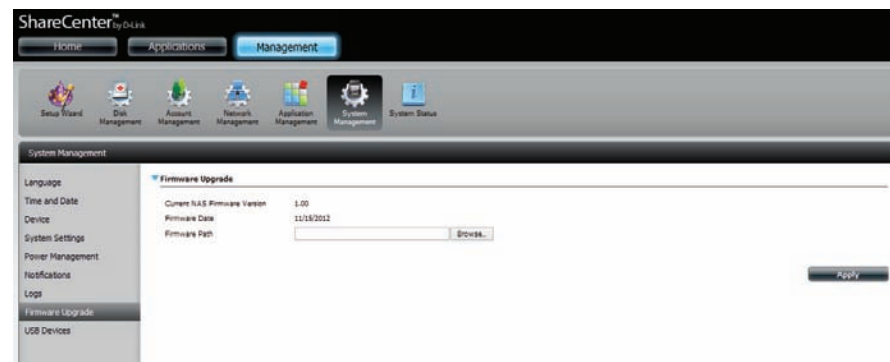 ShareCenter™ by D-Link
Home Applications Management
Setup Wizard Disk Management Account Management Network Management Application Management System Management System Status
System Management
Language
Time and Date
Device
System Settings
Power Management
Notifications
Logs
Firmware Upgrade
USB Devices
Firmware Upgrade
Current NAS Firmware Version 1.00
Firmware Date 11/15/2012
Firmware Path Browse..
Apply